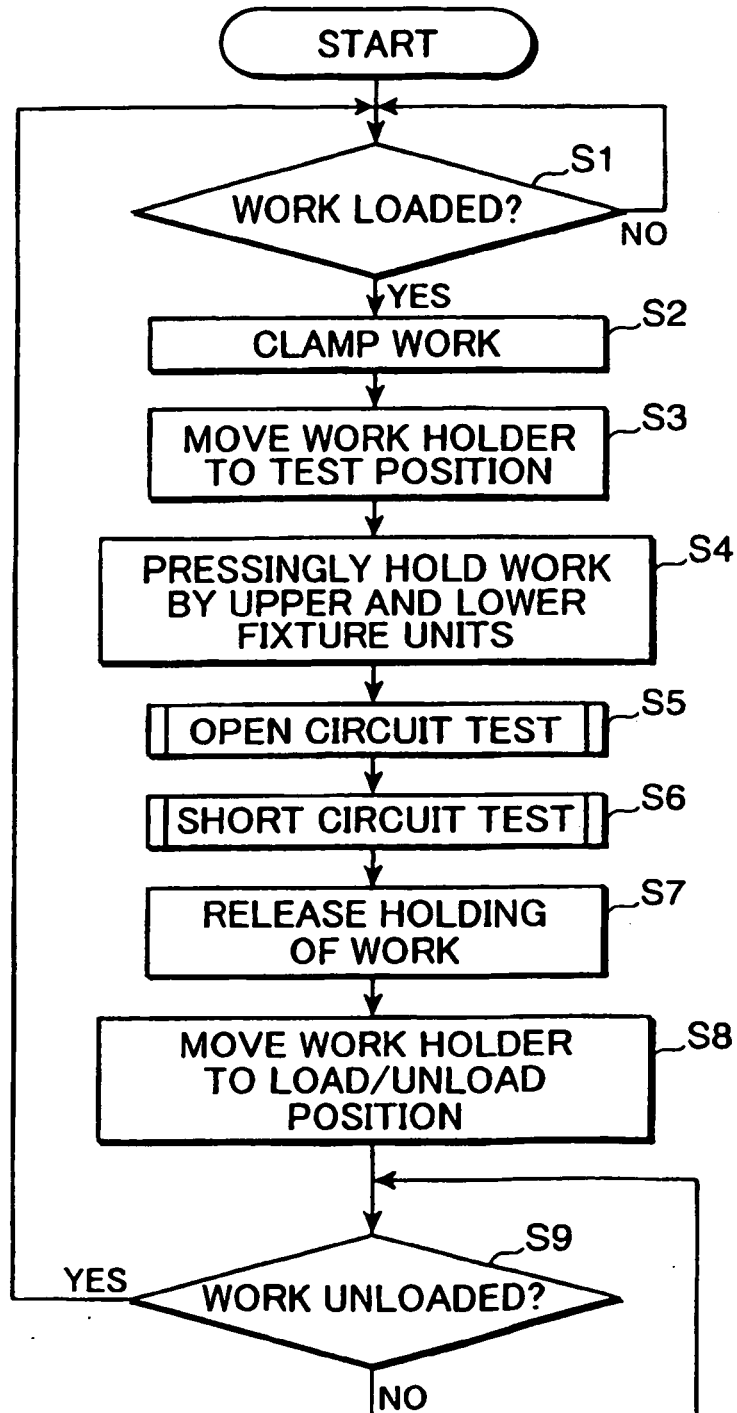 START
S1
WORK LOADED?
NO
YES
S2
CLAMP WORK
S3
MOVE WORK HOLDER
TO TEST POSITION
S4
PRESSINGLY HOLD WORK
BY UPPER AND LOWER
FIXTURE UNITS
S5
OPEN CIRCUIT TEST
S6
SHORT CIRCUIT TEST
S7
RELEASE HOLDING
OF WORK
S8
MOVE WORK HOLDER
TO LOAD/UNLOAD
POSITION
S9
YES
WORK UNLOADED?
NO